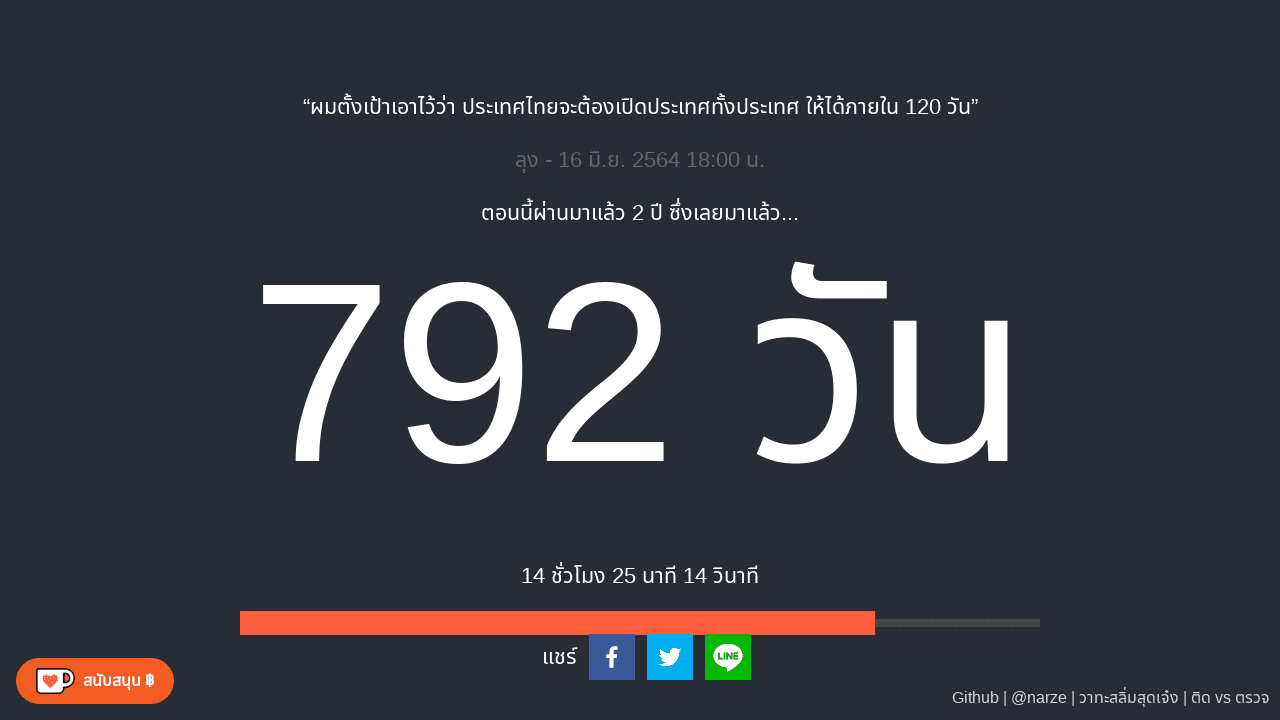 “ผมตั้งเป้าเอาไว้ว่า ประเทศไทยจะต้องเปิดประเทศทั้งประเทศ ให้ได้ภายใน 120 วัน”
ลุง - 16 มิ.ย. 2564 18:00 น.
ตอนนี้ผ่านมาแล้ว 2 ปี ซึ่งเลยมาแล้ว...
792 วัน
14 ชั่วโมง 25 นาที 14 วินาที
แชร์
LINE
สนับสนุน ฿
Github | @narze | วาทะสลิ่มสุดเจ๋ง | ติด vs ตรวจ